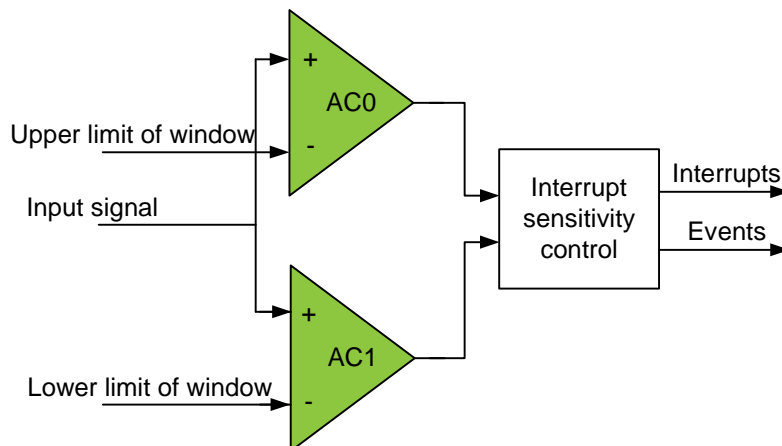 +
AC0
-
Upper limit of window
Input signal
Interrupt
sensitivity
control
Interrupts
Events
+
AC1
-
Lower limit of window